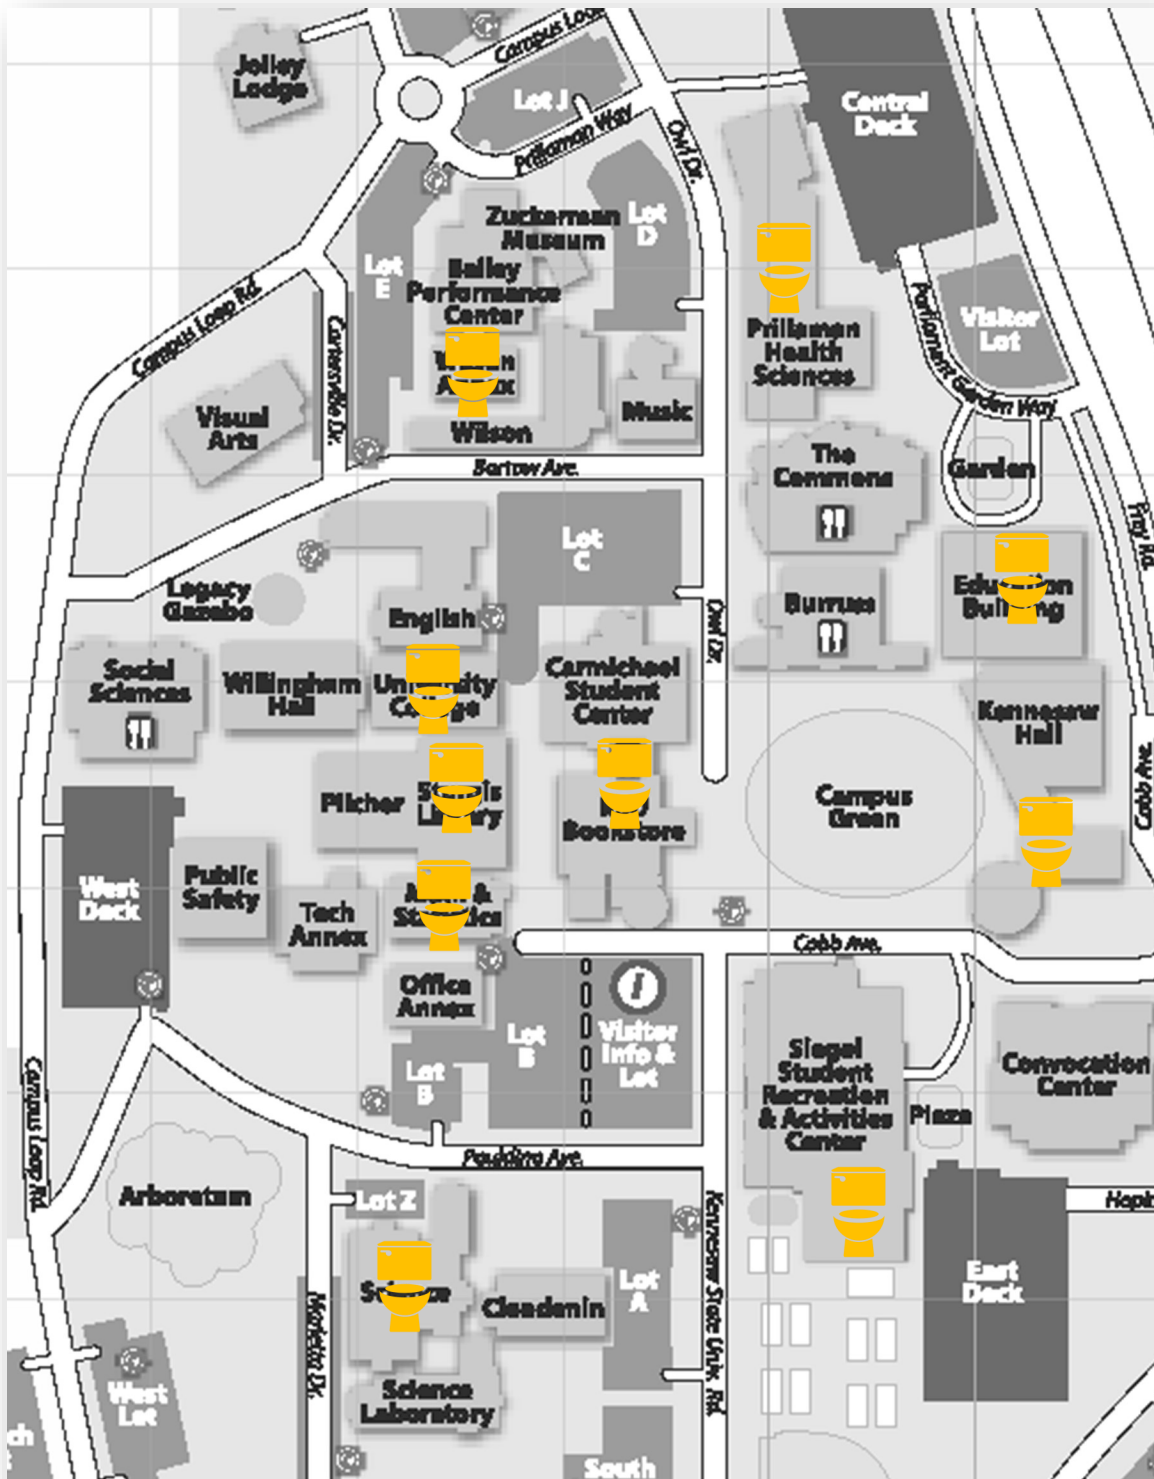 Campus Loop
Jolley
Lodge
Lot J
Central
Deck
Prillaman Way
Owl Dr.
Zuckerman
Museum
Lot
D
Lot
E
Bailey
Performance
Center
Campus Loop Rd.
Cartersville Dr.
Prillaman
Health
Sciences
Visitor
Lot
Parliament Garden Way
Visual
Arts
Wilson
Music
Bartow Ave.
The
Commons
Garden
Fray Rd.
Lot
C
Legacy
Gazebo
English
Burruss
Owl Dr.
Social
Sciences
Willingham
Hall
Carmichael
Student
Center
Kennesaw
Hall
Pilcher
Bookstore
Campus
Green
Cobb Ave.
West
Deck
Public
Safety
Tech
Annex
Cobb Ave.
Office
Annex
Lot
B
Visitor
Info &
Lot
Lot
B
Siegel
Student
Recreation
& Activities
Center
Convocation
Center
Plaza
Campus Loop Rd.
Paulding Ave.
Arboretum
Lot Z
Kennesaw State Univ. Rd.
East
Deck
Lot
A
Clendenin
Marietta Dr.
Science
Laboratory
West
Lot
South